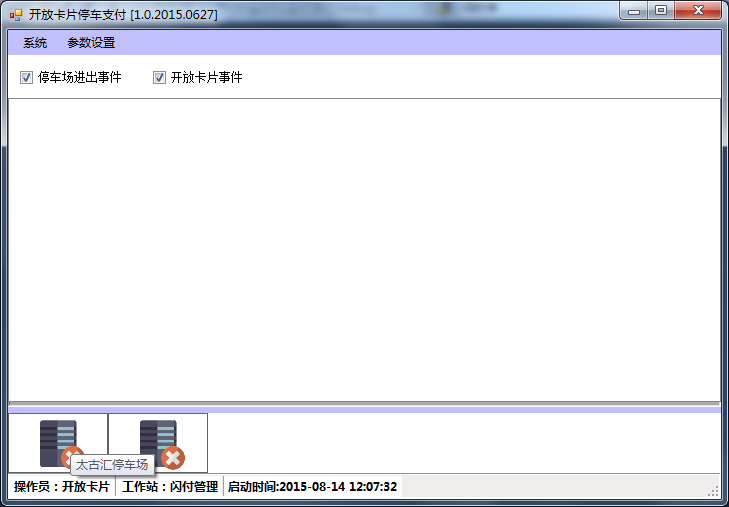 开放卡片停车支付 [1.0.2015.0627]
系统 参数设置
停车场进出事件 开放卡片事件
太古汇停车场
操作员：开放卡片 工作站：闪付管理 启动时间:2015-08-14 12:07:32